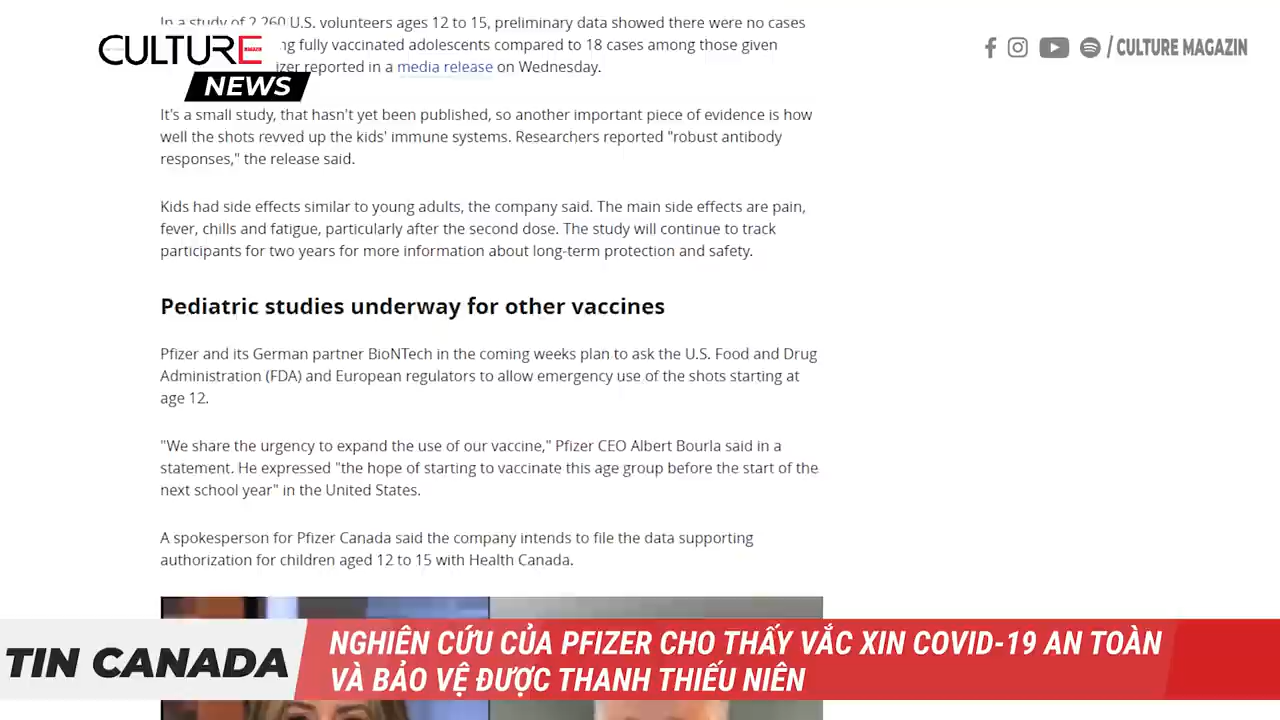 In a study of 2,260 U.S. volunteers ages 12 to 15, preliminary data showed there were no cases
ng fully vaccinated adolescents compared to 18 cases among those given
zer reported in a media release on Wednesday.
CULTURE
NEWS
/ CULTURE MAGAZIN
It's a small study, that hasn't yet been published, so another important piece of evidence is how
well the shots revved up the kids' immune systems. Researchers reported "robust antibody
responses," the release said.
Kids had side effects similar to young adults, the company said. The main side effects are pain,
fever, chills and fatigue, particularly after the second dose. The study will continue to track
participants for two years for more information about long-term protection and safety.
Pediatric studies underway for other vaccines
Pfizer and its German partner BioNTech in the coming weeks plan to ask the U.S. Food and Drug
Administration (FDA) and European regulators to allow emergency use of the shots starting at
age 12.
"We share the urgency to expand the use of our vaccine," Pfizer CEO Albert Bourla said in a
statement. He expressed "the hope of starting to vaccinate this age group before the start of the
next school year" in the United States.
A spokesperson for Pfizer Canada said the company intends to file the data supporting
authorization for children aged 12 to 15 with Health Canada.
TIN CANADA
NGHIÊN CỨU CỦA PFIZER CHO THẤY VẮC XIN COVID-19 AN TOÀN
VÀ BẢO VỆ ĐƯỢC THANH THIẾU NIÊN